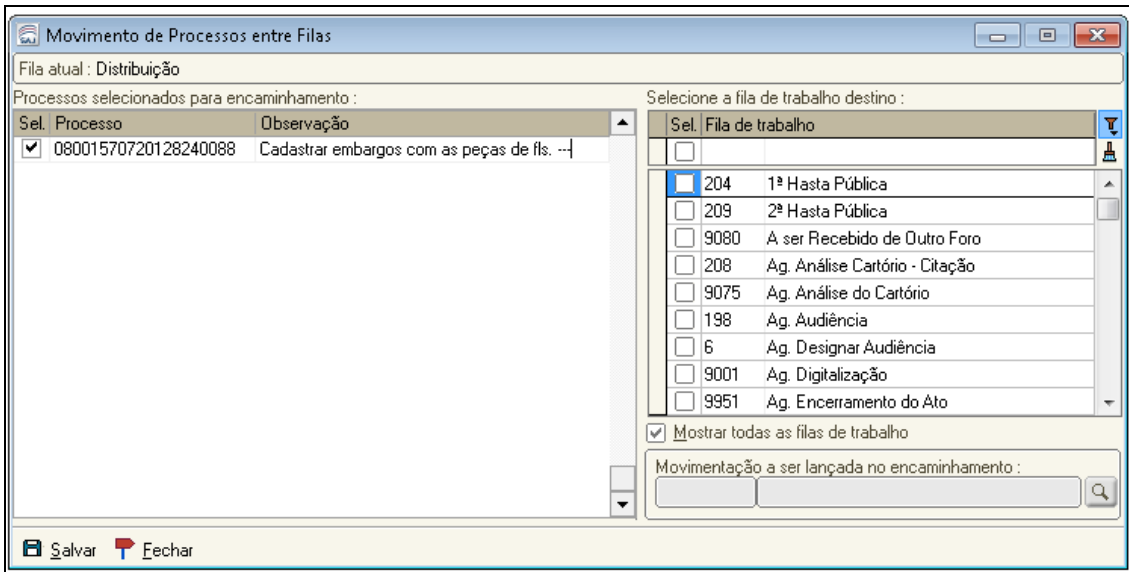 Movimento de Processos entre Filas
Fila atual : Distribuição
Processos selecionados para encaminhamento :
Sel. Processo Observação
08001570720128240088 Cadastrar embargos com as peças de fls. ---
Selecione a fila de trabalho destino :
Sel. Fila de trabalho
204 1ª Hasta Pública
209 2ª Hasta Pública
9080 A ser Recebido de Outro Foro
208 Ag. Análise Cartório - Citação
9075 Ag. Análise do Cartório
198 Ag. Audiência
6 Ag. Designar Audiência
9001 Ag. Digitalização
9951 Ag. Encerramento do Ato
Mostrar todas as filas de trabalho
Movimentação a ser lançada no encaminhamento :
Salvar Fechar